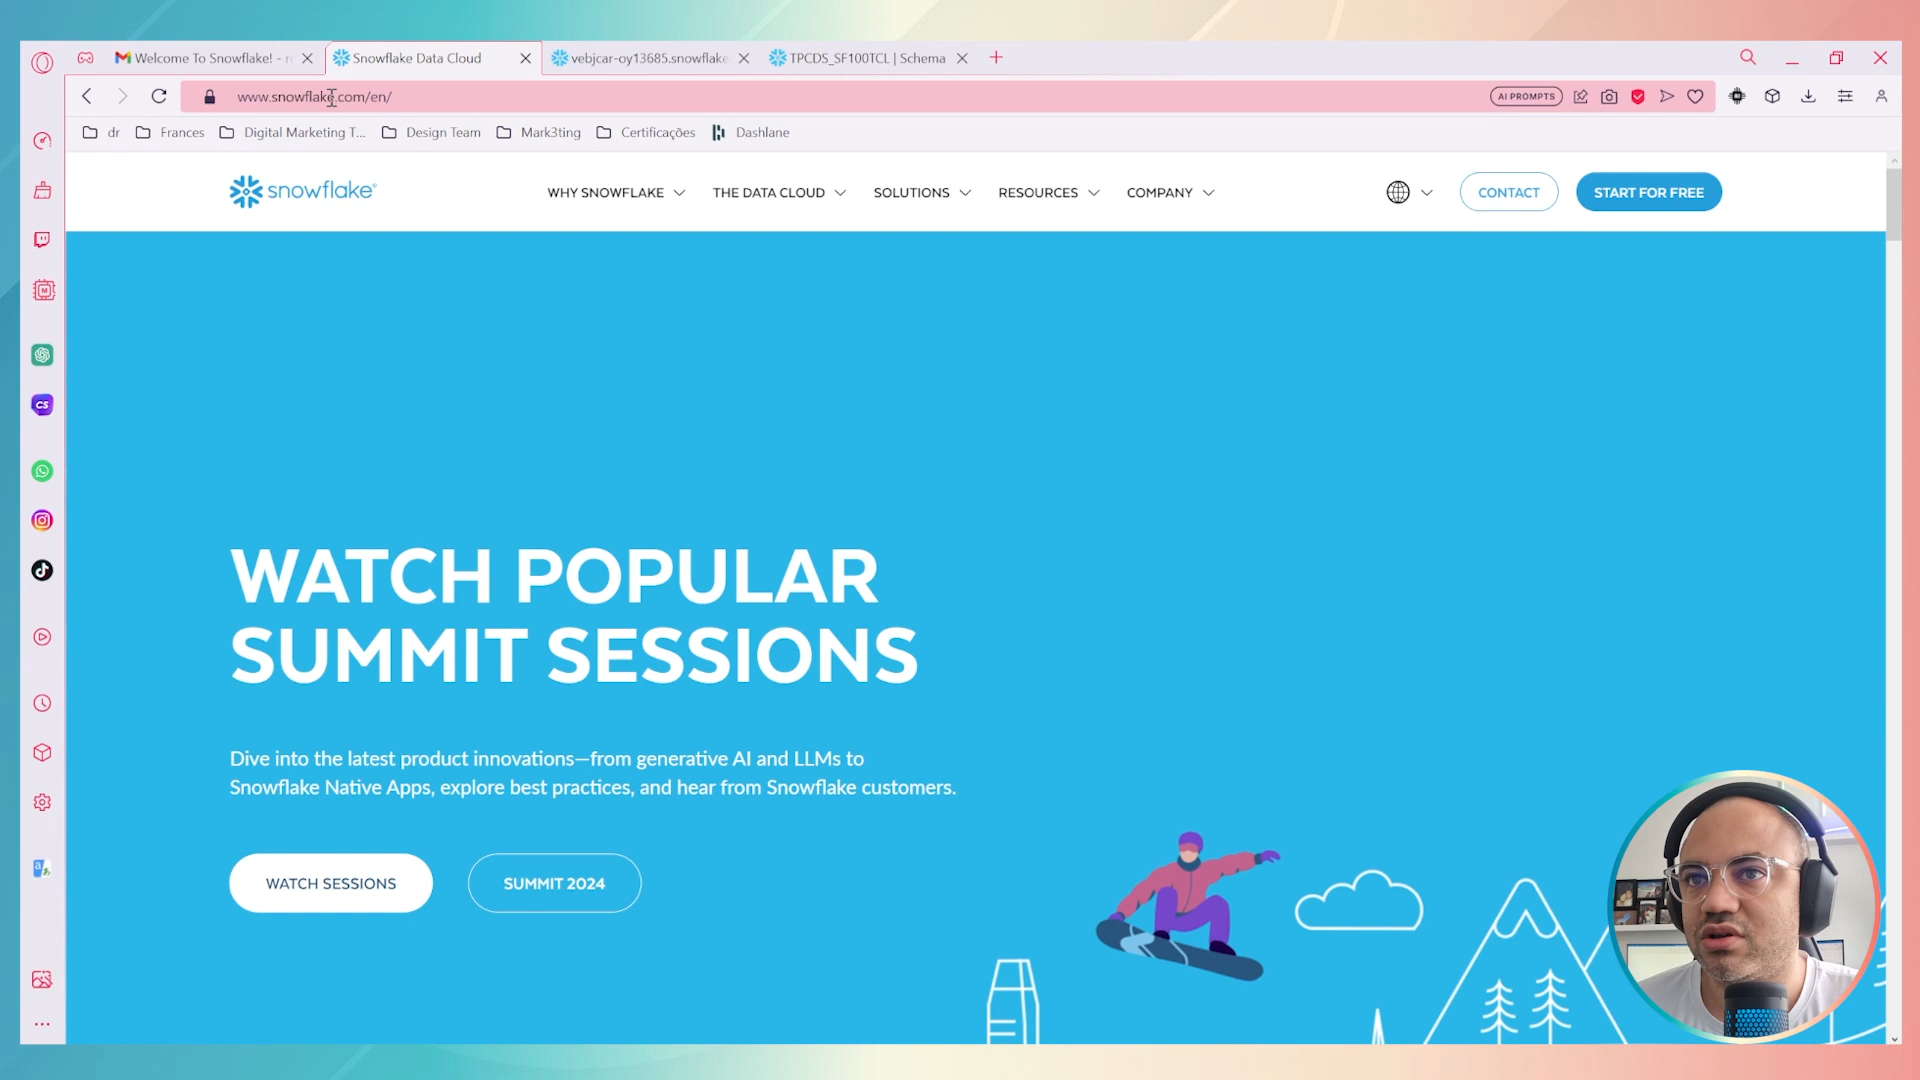 Welcome To Snowflake! - r
Snowflake Data Cloud
vebjcar-oy13685.snowflake
TPCDS_SF100TCL | Schema
www.snowflake.com/en/
AI PROMPTS
dr
Frances
Digital Marketing T...
Design Team
Mark3ting
Certificações
Dashlane
snowflake®
WHY SNOWFLAKE
THE DATA CLOUD
SOLUTIONS
RESOURCES
COMPANY
CONTACT
START FOR FREE
M
CS
WATCH POPULAR
SUMMIT SESSIONS
Dive into the latest product innovations—from generative AI and LLMs to
Snowflake Native Apps, explore best practices, and hear from Snowflake customers.
WATCH SESSIONS
SUMMIT 2024